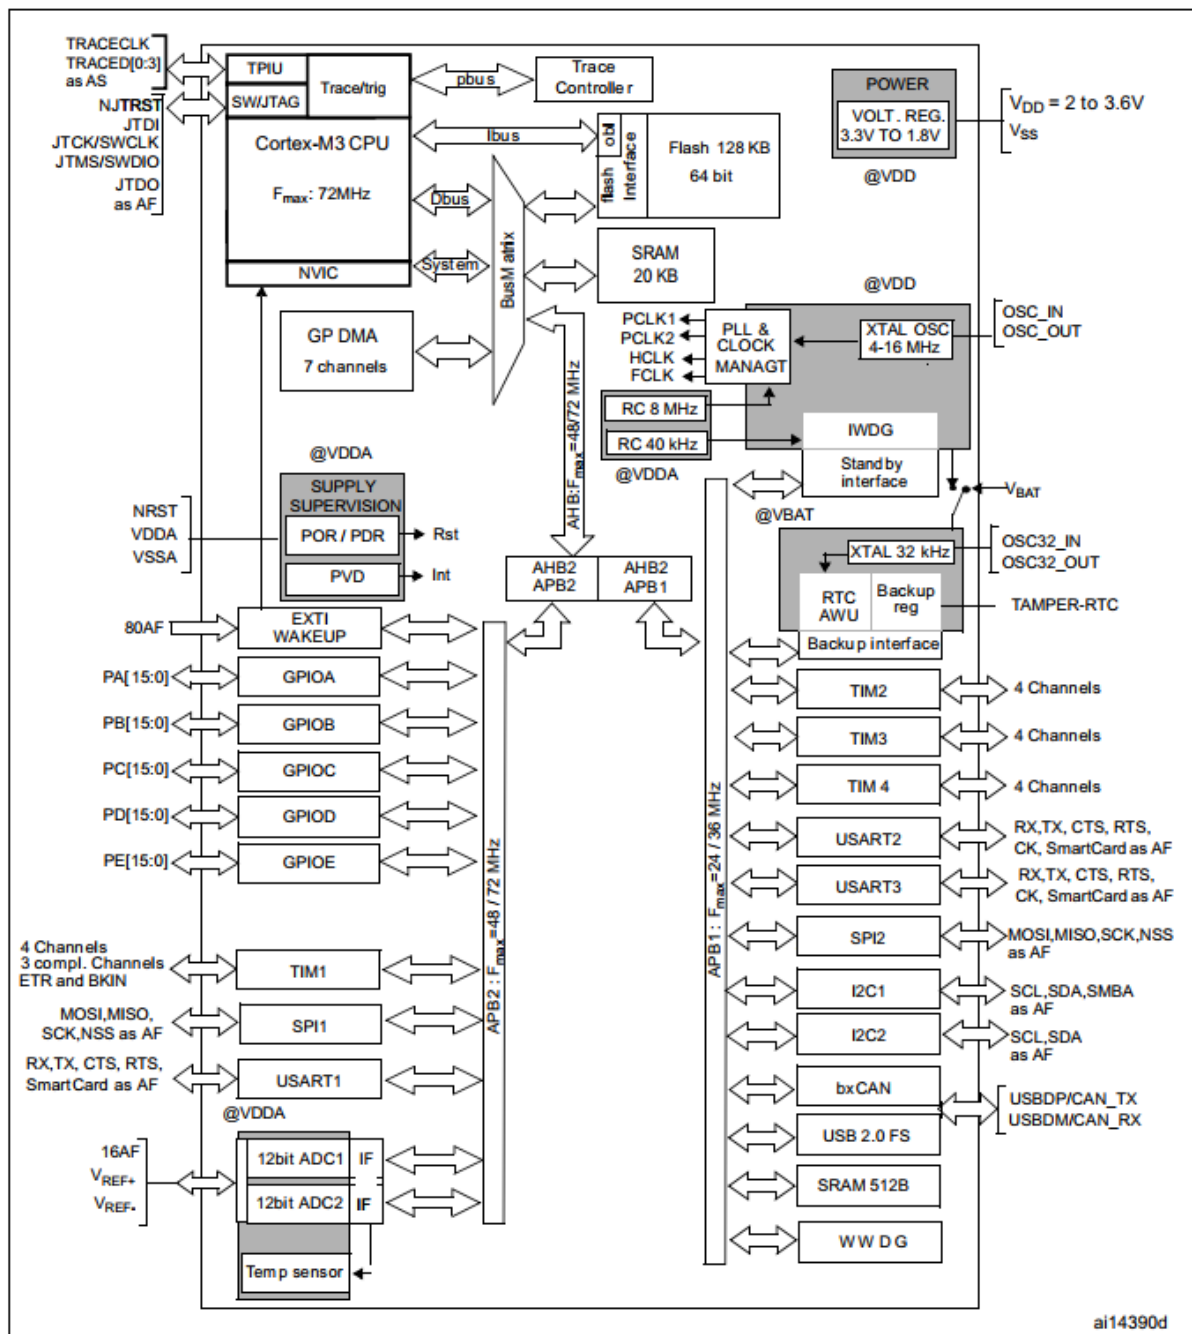 TRACECLK
TRACED[0:3]
as AS
NJTRST
JTDI
JTCK/SWCLK
JTMS/SWDIO
JTDO
as AF
TPIU
SW/JTAG
Trace/trig
Cortex-M3 CPU
Fmax: 72MHz
NVIC
pbus
Trace
Controller
Ibus
Dbus
System
BusMatrix
flash obl
Interface
Flash 128 KB
64 bit
SRAM
20 KB
POWER
VOLT. REG.
3.3V TO 1.8V
@VDD
VDD = 2 to 3.6V
VSS
GP DMA
7 channels
AHB:Fmax=48/72 MHz
@VDD
PCLK1
PCLK2
HCLK
FCLK
PLL &
CLOCK
MANAGT
XTAL OSC
4-16 MHz
OSC_IN
OSC_OUT
RC 8 MHz
RC 40 kHz
@VDDA
IWDG
Standby
interface
VBAT
@VBAT
@VDDA
SUPPLY
SUPERVISION
POR / PDR
Rst
PVD
Int
NRST
VDDA
VSSA
AHB2
APB2
AHB2
APB1
XTAL 32 kHz
OSC32_IN
OSC32_OUT
RTC
AWU
Backup
reg
TAMPER-RTC
Backup interface
80AF
EXTI
WAKEUP
PA[15:0]
GPIOA
PB[15:0]
GPIOB
PC[15:0]
GPIOC
PD[15:0]
GPIOD
PE[15:0]
GPIOE
4 Channels
3 compl. Channels
ETR and BKIN
TIM1
MOSI,MISO,
SCK,NSS as AF
SPI1
RX,TX, CTS, RTS,
SmartCard as AF
USART1
@VDDA
16AF
VREF+
VREF-
12bit ADC1 IF
12bit ADC2 IF
Temp sensor
APB2 : Fmax=48 / 72 MHz
APB1 : Fmax=24 / 36 MHz
TIM2
4 Channels
TIM3
4 Channels
TIM 4
4 Channels
USART2
RX,TX, CTS, RTS,
CK, SmartCard as AF
USART3
RX,TX, CTS, RTS,
CK, SmartCard as AF
SPI2
MOSI,MISO,SCK,NSS
as AF
I2C1
SCL,SDA,SMBA
as AF
I2C2
SCL,SDA
as AF
bxCAN
USBDP/CAN_TX
USBDM/CAN_RX
USB 2.0 FS
SRAM 512B
WWDG
ai14390d